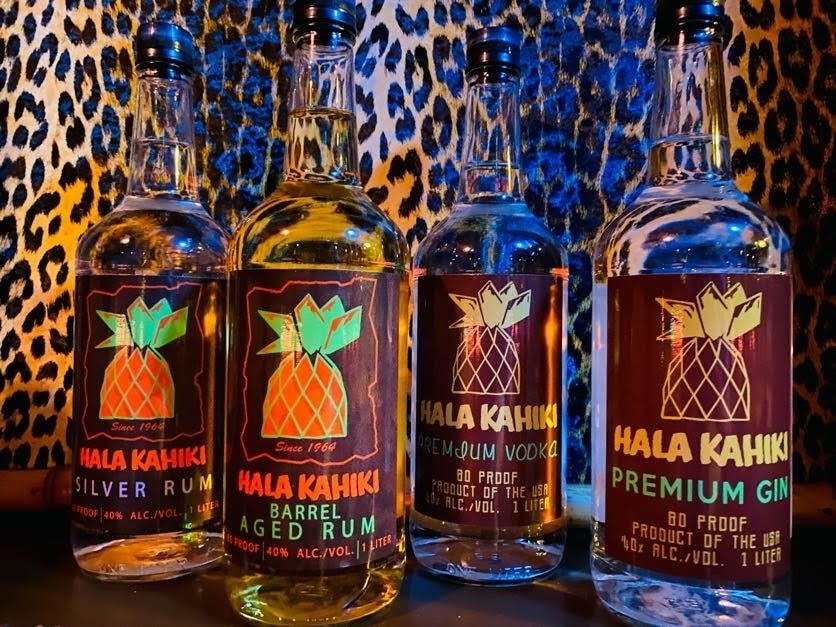 Since 1964
HALA KAHIKI
SILVER RUM
PROOF | 40% ALC./VOL. | 1 LITER
Since 1964
HALA KAHIKI
BARREL
AGED RUM
80 PROOF | 40% ALC./VOL. | 1 LITER
HALA KAHIKI
PREMIUM VODKA
80 PROOF
PRODUCT OF THE USA
40% ALC./VOL. 1 LITER
HALA KAHIKI
PREMIUM GIN
80 PROOF
PRODUCT OF THE USA
40% ALC./VOL. 1 LITER